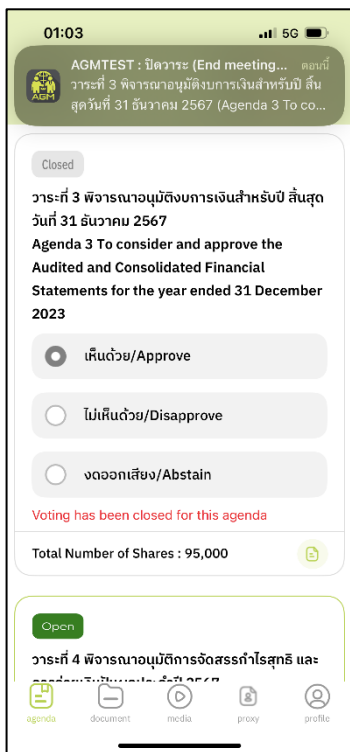 01:03
5G
AGMTEST : ปิดวาระ (End meeting... ตอนนี้
วาระที่ 3 พิจารณาอนุมัติงบการเงินสำหรับปี สิ้น
สุดวันที่ 31 ธันวาคม 2567 (Agenda 3 To co...
AGM
Closed
วาระที่ 3 พิจารณาอนุมัติงบการเงินสำหรับปี สิ้นสุด
วันที่ 31 ธันวาคม 2567
Agenda 3 To consider and approve the
Audited and Consolidated Financial
Statements for the year ended 31 December
2023
เห็นด้วย/Approve
ไม่เห็นด้วย/Disapprove
งดออกเสียง/Abstain
Voting has been closed for this agenda
Total Number of Shares : 95,000
Open
วาระที่ 4 พิจารณาอนุมัติการจัดสรรกำไรสุทธิ และ
agenda document media proxy profile